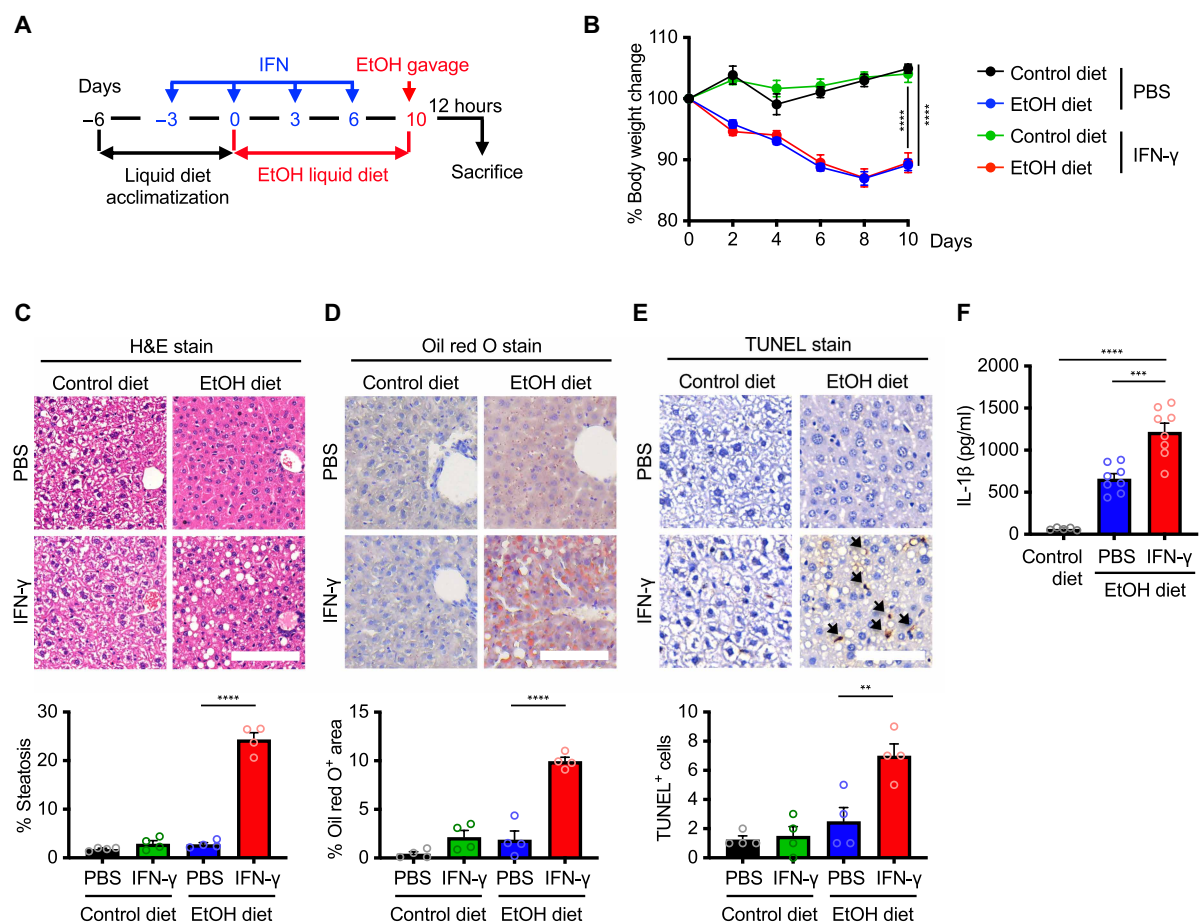 A
Days
IFN
EtOH gavage
12 hours
−6
−3
0
3
6
10
Liquid diet
acclimatization
EtOH liquid diet
Sacrifice
B
% Body weight change
110
100
90
80
0
2
4
6
8
10
Days
****
****
Control diet
EtOH diet
PBS
Control diet
EtOH diet
IFN-γ
C
H&E stain
Control diet
EtOH diet
PBS
IFN-γ
% Steatosis
30
20
10
0
****
PBS
IFN-γ
PBS
IFN-γ
Control diet
EtOH diet
D
Oil red O stain
Control diet
EtOH diet
PBS
IFN-γ
% Oil red O⁺ area
15
10
5
0
****
PBS
IFN-γ
PBS
IFN-γ
Control diet
EtOH diet
E
TUNEL stain
Control diet
EtOH diet
PBS
IFN-γ
TUNEL⁺ cells
10
8
6
4
2
0
**
PBS
IFN-γ
PBS
IFN-γ
Control diet
EtOH diet
F
IL-1β (pg/ml)
2000
1500
1000
500
0
****
***
Control
diet
PBS
IFN-γ
EtOH diet